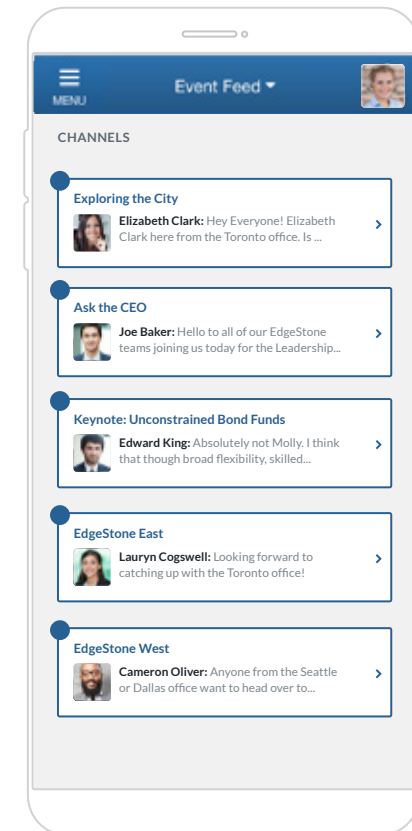 MENU
Event Feed
CHANNELS
Exploring the City
Elizabeth Clark: Hey Everyone! Elizabeth
Clark here from the Toronto office. Is ...
Ask the CEO
Joe Baker: Hello to all of our EdgeStone
teams joining us today for the Leadership...
Keynote: Unconstrained Bond Funds
Edward King: Absolutely not Molly. I think
that though broad flexibility, skilled...
EdgeStone East
Lauryn Cogswell: Looking forward to
catching up with the Toronto office!
EdgeStone West
Cameron Oliver: Anyone from the Seattle
or Dallas office want to head over to...